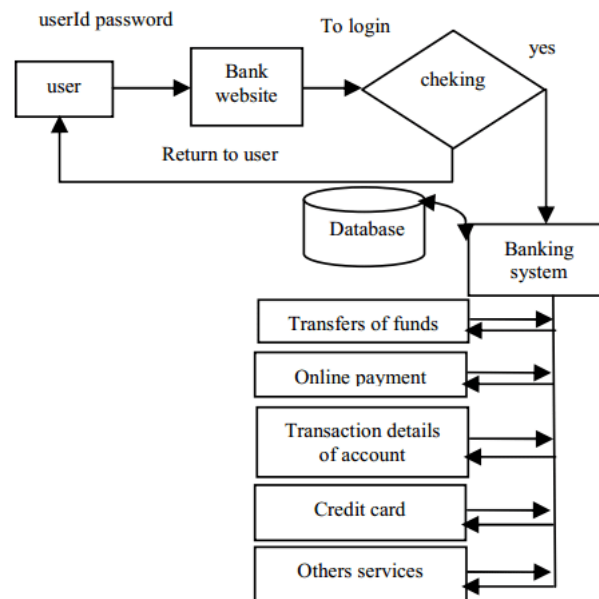 userId password
To login
yes
user
Bank
website
cheking
Return to user
Database
Banking
system
Transfers of funds
Online payment
Transaction details
of account
Credit card
Others services